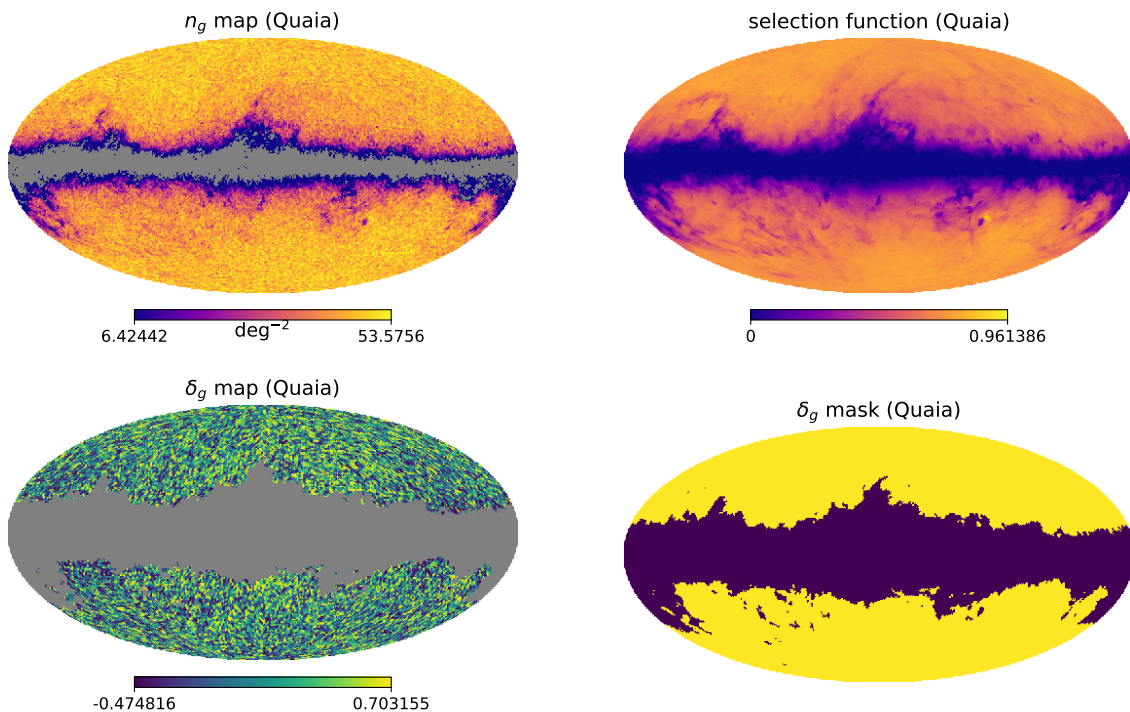 n_g map (Quaia)
selection function (Quaia)
6.42442
deg⁻²
53.5756
0
0.961386
δ_g map (Quaia)
δ_g mask (Quaia)
-0.474816
0.703155